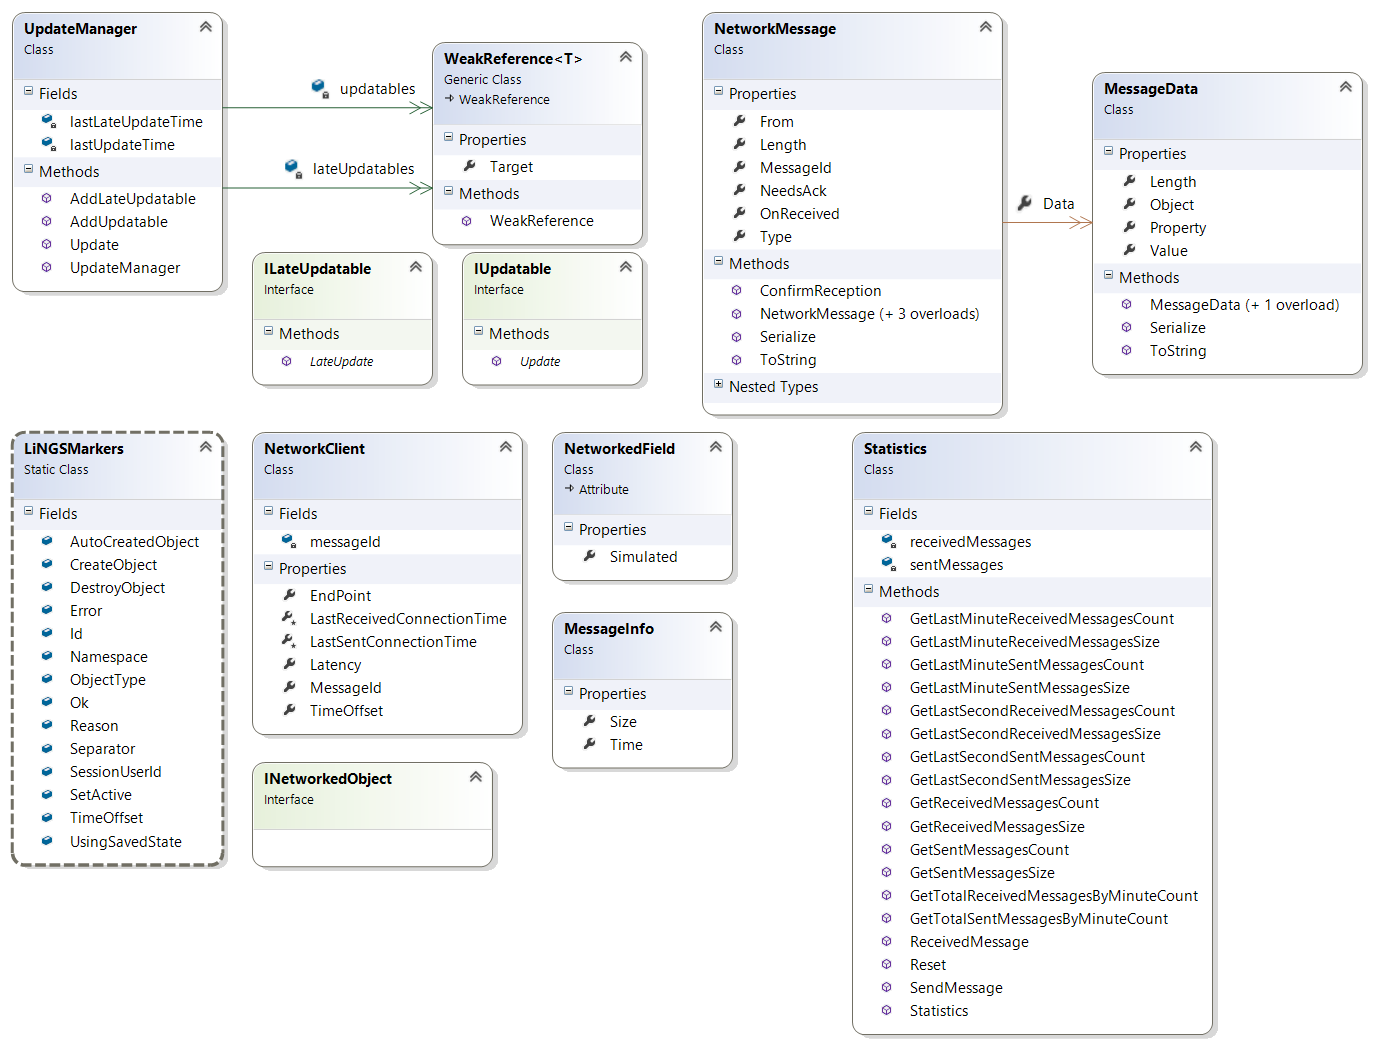 UpdateManager
Class
Fields
lastLateUpdateTime
lastUpdateTime
Methods
AddLateUpdatable
AddUpdatable
Update
UpdateManager
updatables
lateUpdatables
WeakReference<T>
Generic Class
WeakReference
Properties
Target
Methods
WeakReference
ILateUpdatable
Interface
Methods
LateUpdate
IUpdatable
Interface
Methods
Update
NetworkMessage
Class
Properties
From
Length
MessageId
NeedsAck
OnReceived
Type
Methods
ConfirmReception
NetworkMessage (+ 3 overloads)
Serialize
ToString
Nested Types
Data
MessageData
Class
Properties
Length
Object
Property
Value
Methods
MessageData (+ 1 overload)
Serialize
ToString
LiNGSMarkers
Static Class
Fields
AutoCreatedObject
CreateObject
DestroyObject
Error
Id
Namespace
ObjectType
Ok
Reason
Separator
SessionUserId
SetActive
TimeOffset
UsingSavedState
NetworkClient
Class
Fields
messageId
Properties
EndPoint
LastReceivedConnectionTime
LastSentConnectionTime
Latency
MessageId
TimeOffset
INetworkedObject
Interface
NetworkedField
Class
Attribute
Properties
Simulated
MessageInfo
Class
Properties
Size
Time
Statistics
Class
Fields
receivedMessages
sentMessages
Methods
GetLastMinuteReceivedMessagesCount
GetLastMinuteReceivedMessagesSize
GetLastMinuteSentMessagesCount
GetLastMinuteSentMessagesSize
GetLastSecondReceivedMessagesCount
GetLastSecondReceivedMessagesSize
GetLastSecondSentMessagesCount
GetLastSecondSentMessagesSize
GetReceivedMessagesCount
GetReceivedMessagesSize
GetSentMessagesCount
GetSentMessagesSize
GetTotalReceivedMessagesByMinuteCount
GetTotalSentMessagesByMinuteCount
ReceivedMessage
Reset
SendMessage
Statistics